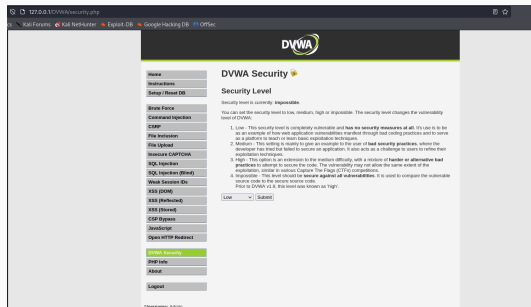 127.0.0.1/DVWA/security.php
Kali Forums Kali NetHunter Exploit-DB Google Hacking DB OffSec
DVWA
Home
Instructions
Setup / Reset DB
Brute Force
Command Injection
CSRF
File Inclusion
File Upload
Insecure CAPTCHA
SQL Injection
SQL Injection (Blind)
Weak Session IDs
XSS (DOM)
XSS (Reflected)
XSS (Stored)
CSP Bypass
JavaScript
Open HTTP Redirect
DVWA Security
PHP Info
About
Logout
DVWA Security
Security Level
Security level is currently: impossible.
You can set the security level to low, medium, high or impossible. The security level changes the vulnerability
level of DVWA:
1. Low - This security level is completely vulnerable and has no security measures at all. It's use is to be
as an example of how web application vulnerabilities manifest through bad coding practices and to serve
as a platform to teach or learn basic exploitation techniques.
2. Medium - This setting is mainly to give an example to the user of bad security practices, where the
developer has tried but failed to secure an application. It also acts as a challenge to users to refine their
exploitation techniques.
3. High - This option is an extension to the medium difficulty, with a mixture of harder or alternative bad
practices to attempt to secure the code. The vulnerability may not allow the same extent of the
exploitation, similar in various Capture The Flags (CTFs) competitions.
4. Impossible - This level should be secure against all vulnerabilities. It is used to compare the vulnerable
source code to the secure source code.
Prior to DVWA v1.9, this level was known as 'high'.
Low Submit